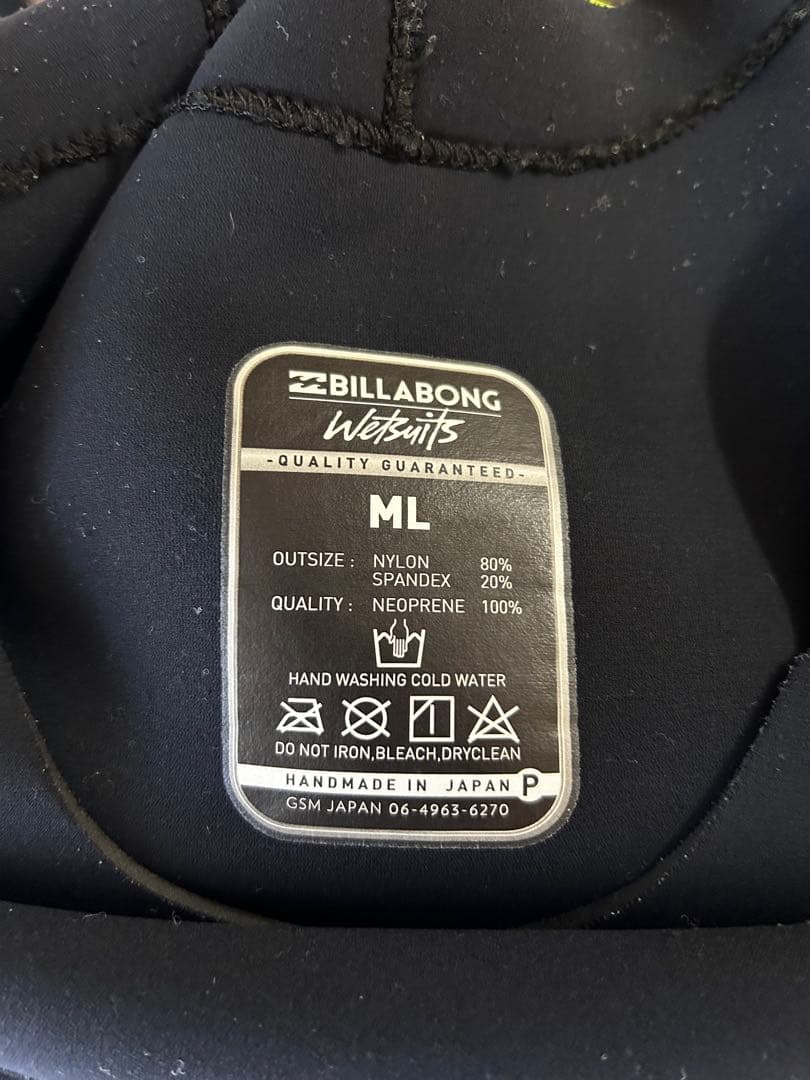 BILLABONG
Wetsuits
-QUALITY GUARANTEED-
ML
OUTSIZE : NYLON 80%
SPANDEX 20%
QUALITY : NEOPRENE 100%
HAND WASHING COLD WATER
DO NOT IRON,BLEACH,DRYCLEAN
HANDMADE IN JAPAN P
GSM JAPAN 06-4963-6270